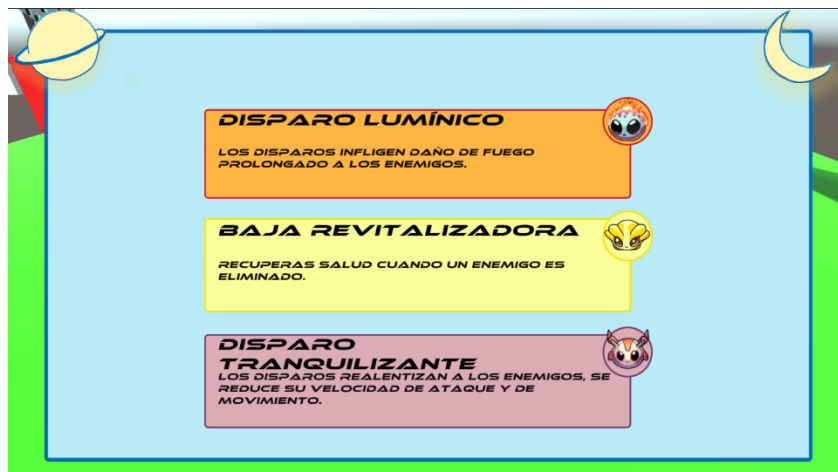 DISPARO LUMÍNICO
LOS DISPAROS INFLIGEN DAÑO DE FUEGO
PROLONGADO A LOS ENEMIGOS.
BAJA REVITALIZADORA
RECUPERAS SALUD CUANDO UN ENEMIGO ES
ELIMINADO.
DISPARO
TRANQUILIZANTE
LOS DISPAROS REALENTIZAN A LOS ENEMIGOS, SE
REDUCE SU VELOCIDAD DE ATAQUE Y DE
MOVIMIENTO.